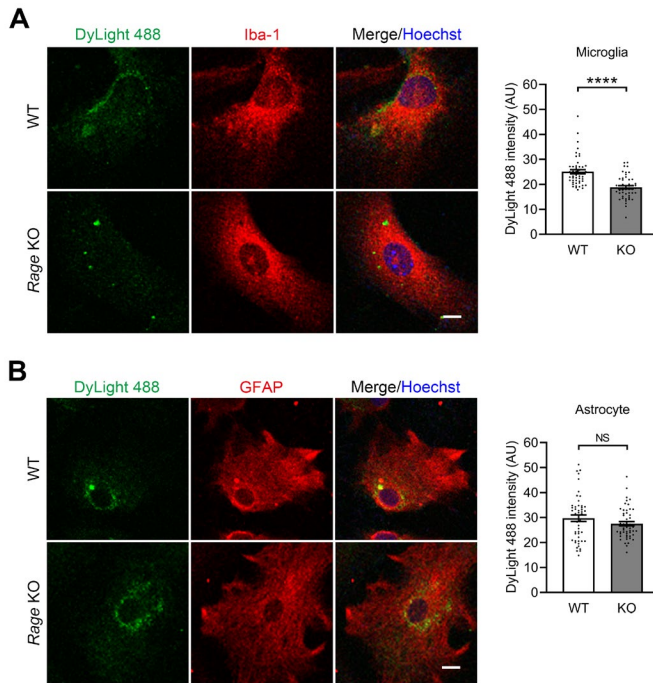 A
DyLight 488
Iba-1
Merge/Hoechst
WT
Rage KO
Microglia
DyLight 488 intensity (AU)
60
50
40
30
20
10
0
****
WT
KO
B
DyLight 488
GFAP
Merge/Hoechst
WT
Rage KO
Astrocyte
DyLight 488 intensity (AU)
60
50
40
30
20
10
0
NS
WT
KO